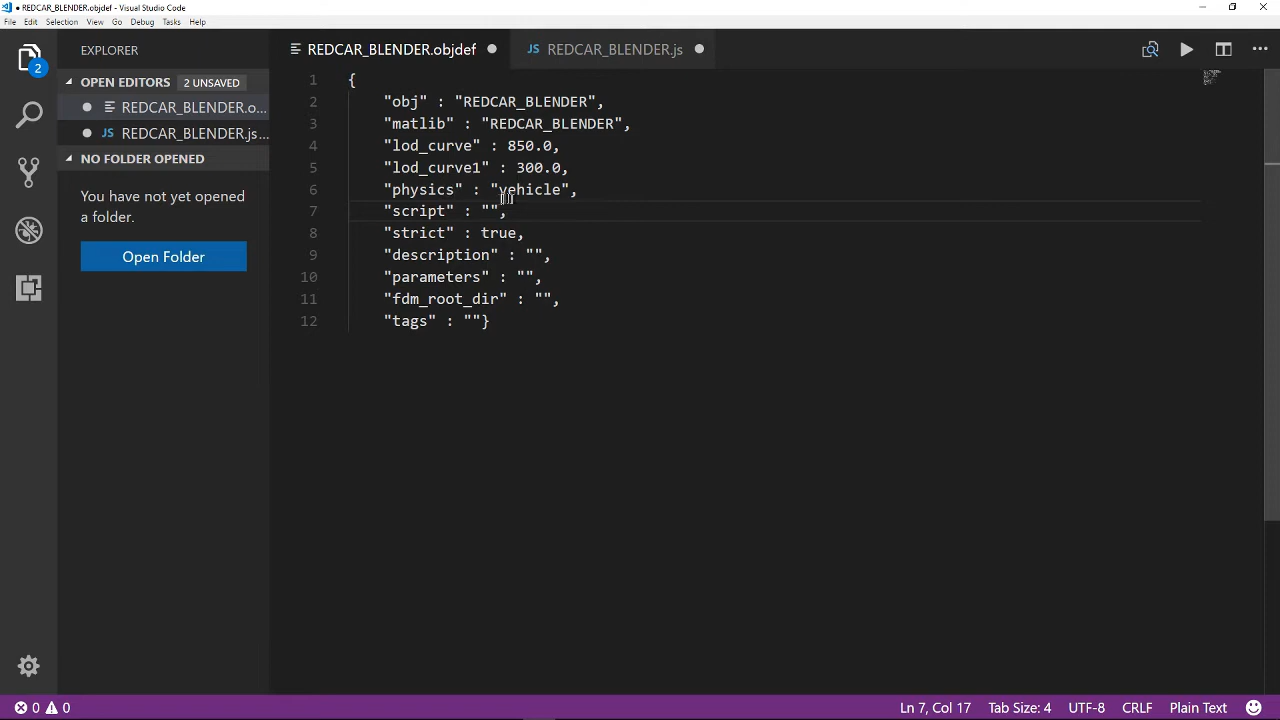 ● REDCAR_BLENDER.objdef - Visual Studio Code
File Edit Selection View Go Debug Tasks Help
EXPLORER
REDCAR_BLENDER.objdef
JS REDCAR_BLENDER.js
2
OPEN EDITORS 2 UNSAVED
REDCAR_BLENDER.o...
JS REDCAR_BLENDER.js...
NO FOLDER OPENED
You have not yet opened
a folder.
Open Folder
1 {
2 "obj" : "REDCAR_BLENDER",
3 "matlib" : "REDCAR_BLENDER",
4 "lod_curve" : 850.0,
5 "lod_curve1" : 300.0,
6 "physics" : "vehicle",
7 "script" : "",
8 "strict" : true,
9 "description" : "",
10 "parameters" : "",
11 "fdm_root_dir" : "",
12 "tags" : ""}
0 0
Ln 7, Col 17 Tab Size: 4 UTF-8 CRLF Plain Text